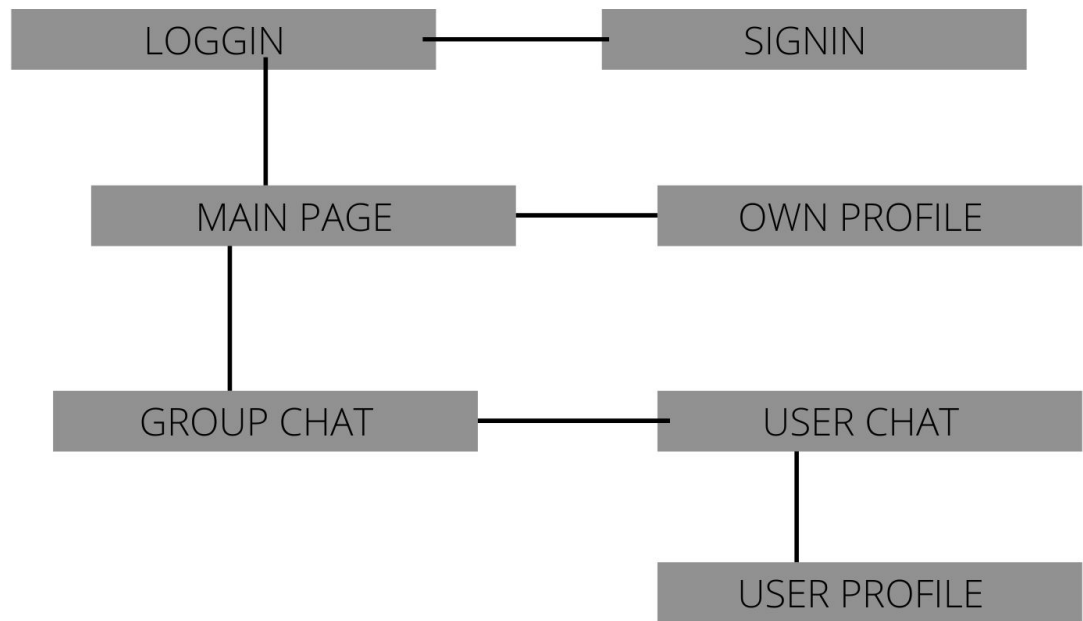 LOGGIN
SIGNIN
MAIN PAGE
OWN PROFILE
GROUP CHAT
USER CHAT
USER PROFILE